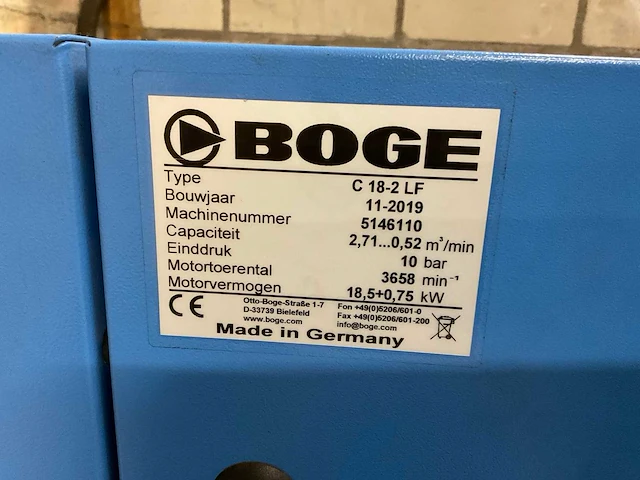 BOGE
Type C 18-2 LF
Bouwjaar 11-2019
Machinenummer 5146110
Capaciteit 2,71...0,52 m³/min
Einddruk 10 bar
Motortoerental 3658 min⁻¹
Motorvermogen 18,5+0,75 kW
CE
Otto-Boge-Straße 1-7 Fon +49(0)5206/601-0
D-33739 Bielefeld Fax +49(0)5206/601-200
www.boge.com info@boge.com
Made in Germany